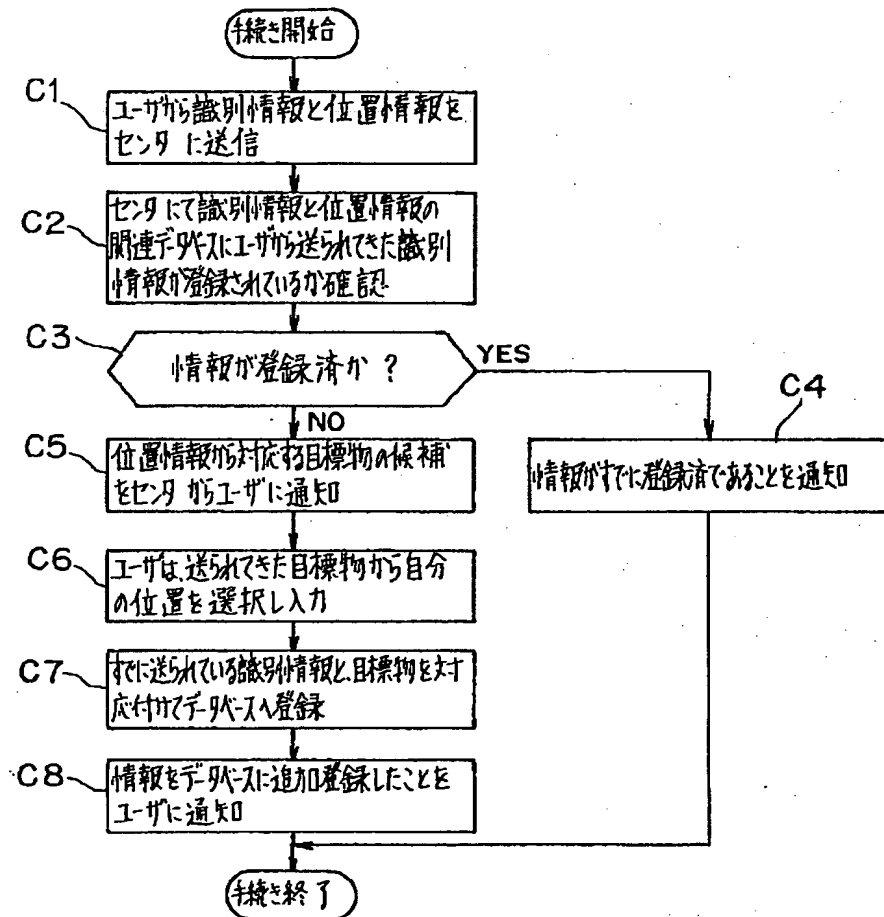 手続き開始
C1
ユーザから識別情報と位置情報を
センタに送信
C2
センタにて識別情報と位置情報の
関連データベースにユーザから送られてきた識別
情報が登録されているか確認
C3
情報が登録済か?
YES
NO
C4
情報がすでに登録済であることを通知
C5
位置情報から対応する目標物の候補
をセンタからユーザに通知
C6
ユーザは、送られてきた目標物から自分
の位置を選択し入力
C7
すでに送られている識別情報と、目標物を対
応付けてデータベースへ登録
C8
情報をデータベースに追加登録したことを
ユーザに通知
手続き終了